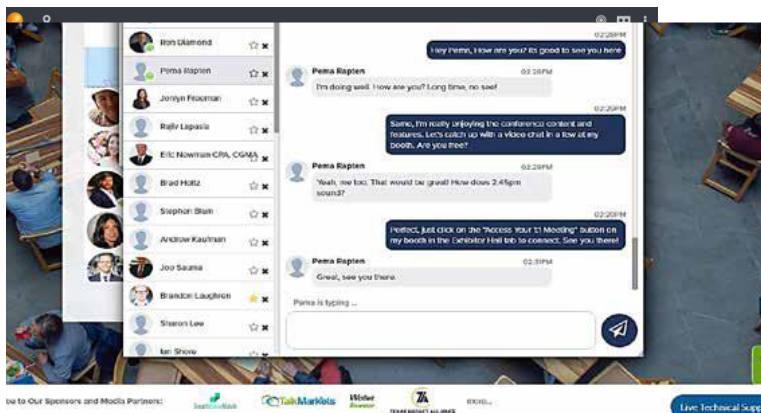 Ron Diamond
Pema Rapten
Jorilyn Freeman
Rajiv Lapasia
Eric Newman CPA, CGMA
Brad Holtz
Stephen Blum
Andrew Kaufman
Joe Sauma
Brandon Laughren
Sharon Lee
Ian Shore
02:28PM
Hey Pema, How are you? Its good to see you here
Pema Rapten
02:28PM
I'm doing well. How are you? Long time, no see!
02:29PM
Same, I'm really enjoying the conference content and
features. Let's catch up with a video chat in a few at my
booth. Are you free?
Pema Rapten
02:29PM
Yeah, me too. That would be great! How does 2:45pm
sound?
02:29PM
Perfect, just click on the "Access Your 1:1 Meeting" button on
my booth in the Exhibitor Hall tab to connect. See you there!
Pema Rapten
02:31PM
Great, see you there.
Pema is typing ...
to Our Sponsors and Media Partners:
TalkMarkets
more...
Live Technical Supp